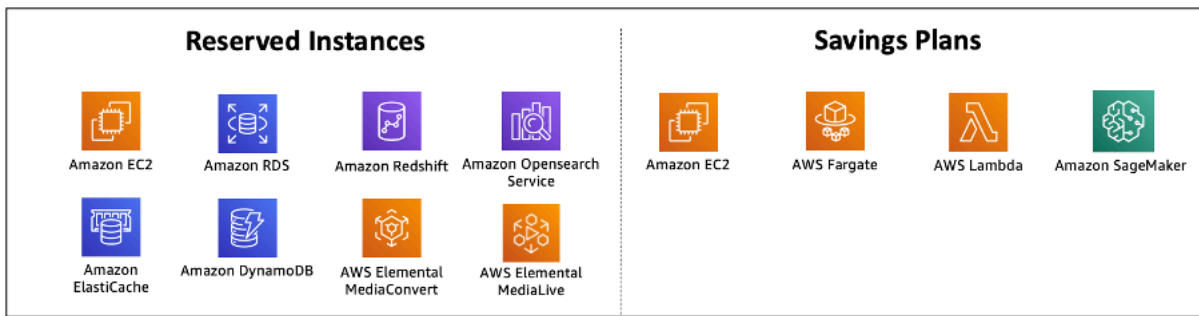 Reserved Instances
Savings Plans
Amazon EC2
Amazon RDS
Amazon Redshift
Amazon Opensearch
Service
Amazon EC2
AWS Fargate
AWS Lambda
Amazon SageMaker
Amazon
ElastiCache
Amazon DynamoDB
AWS Elemental
MediaConvert
AWS Elemental
MediaLive